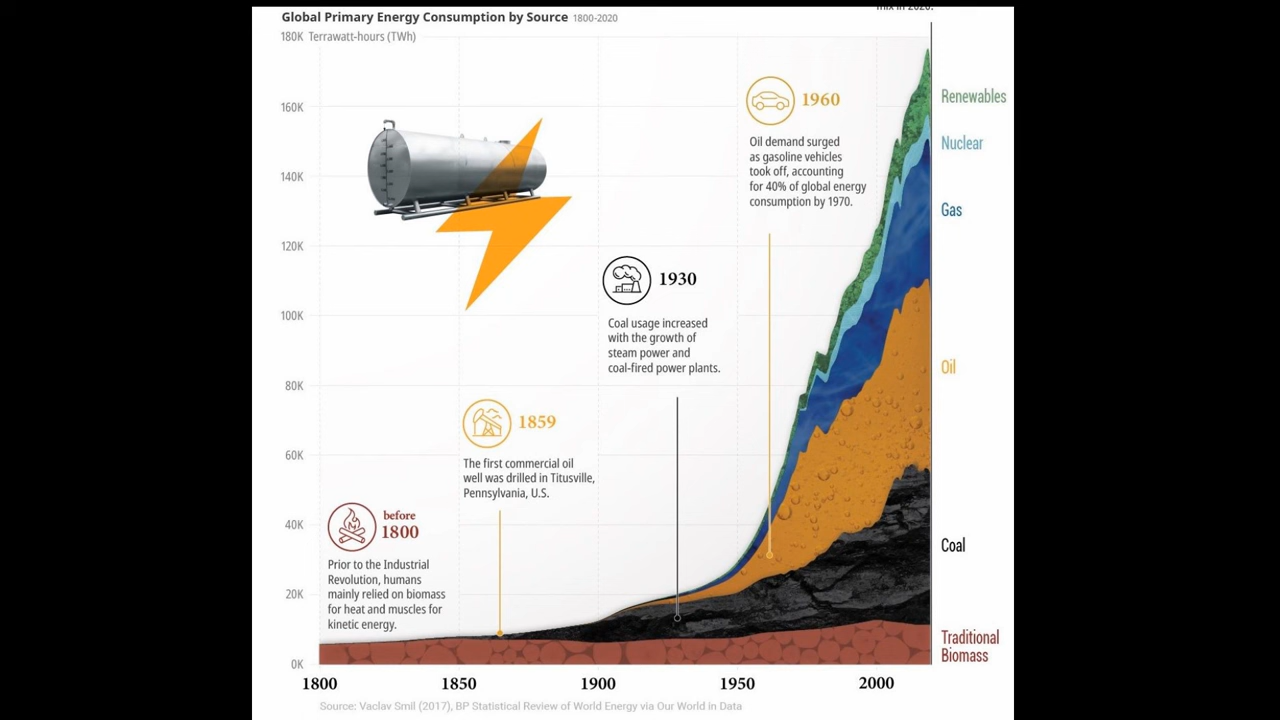 mix in 2020.
Global Primary Energy Consumption by Source 1800-2020
180K Terrawatt-hours (TWh)
160K
140K
120K
100K
80K
60K
40K
20K
0K
before
1800
Prior to the Industrial
Revolution, humans
mainly relied on biomass
for heat and muscles for
kinetic energy.
1859
The first commercial oil
well was drilled in Titusville,
Pennsylvania, U.S.
1930
Coal usage increased
with the growth of
steam power and
coal-fired power plants.
1960
Oil demand surged
as gasoline vehicles
took off, accounting
for 40% of global energy
consumption by 1970.
Renewables
Nuclear
Gas
Oil
Coal
Traditional
Biomass
1800 1850 1900 1950 2000
Source: Vaclav Smil (2017), BP Statistical Review of World Energy via Our World in Data